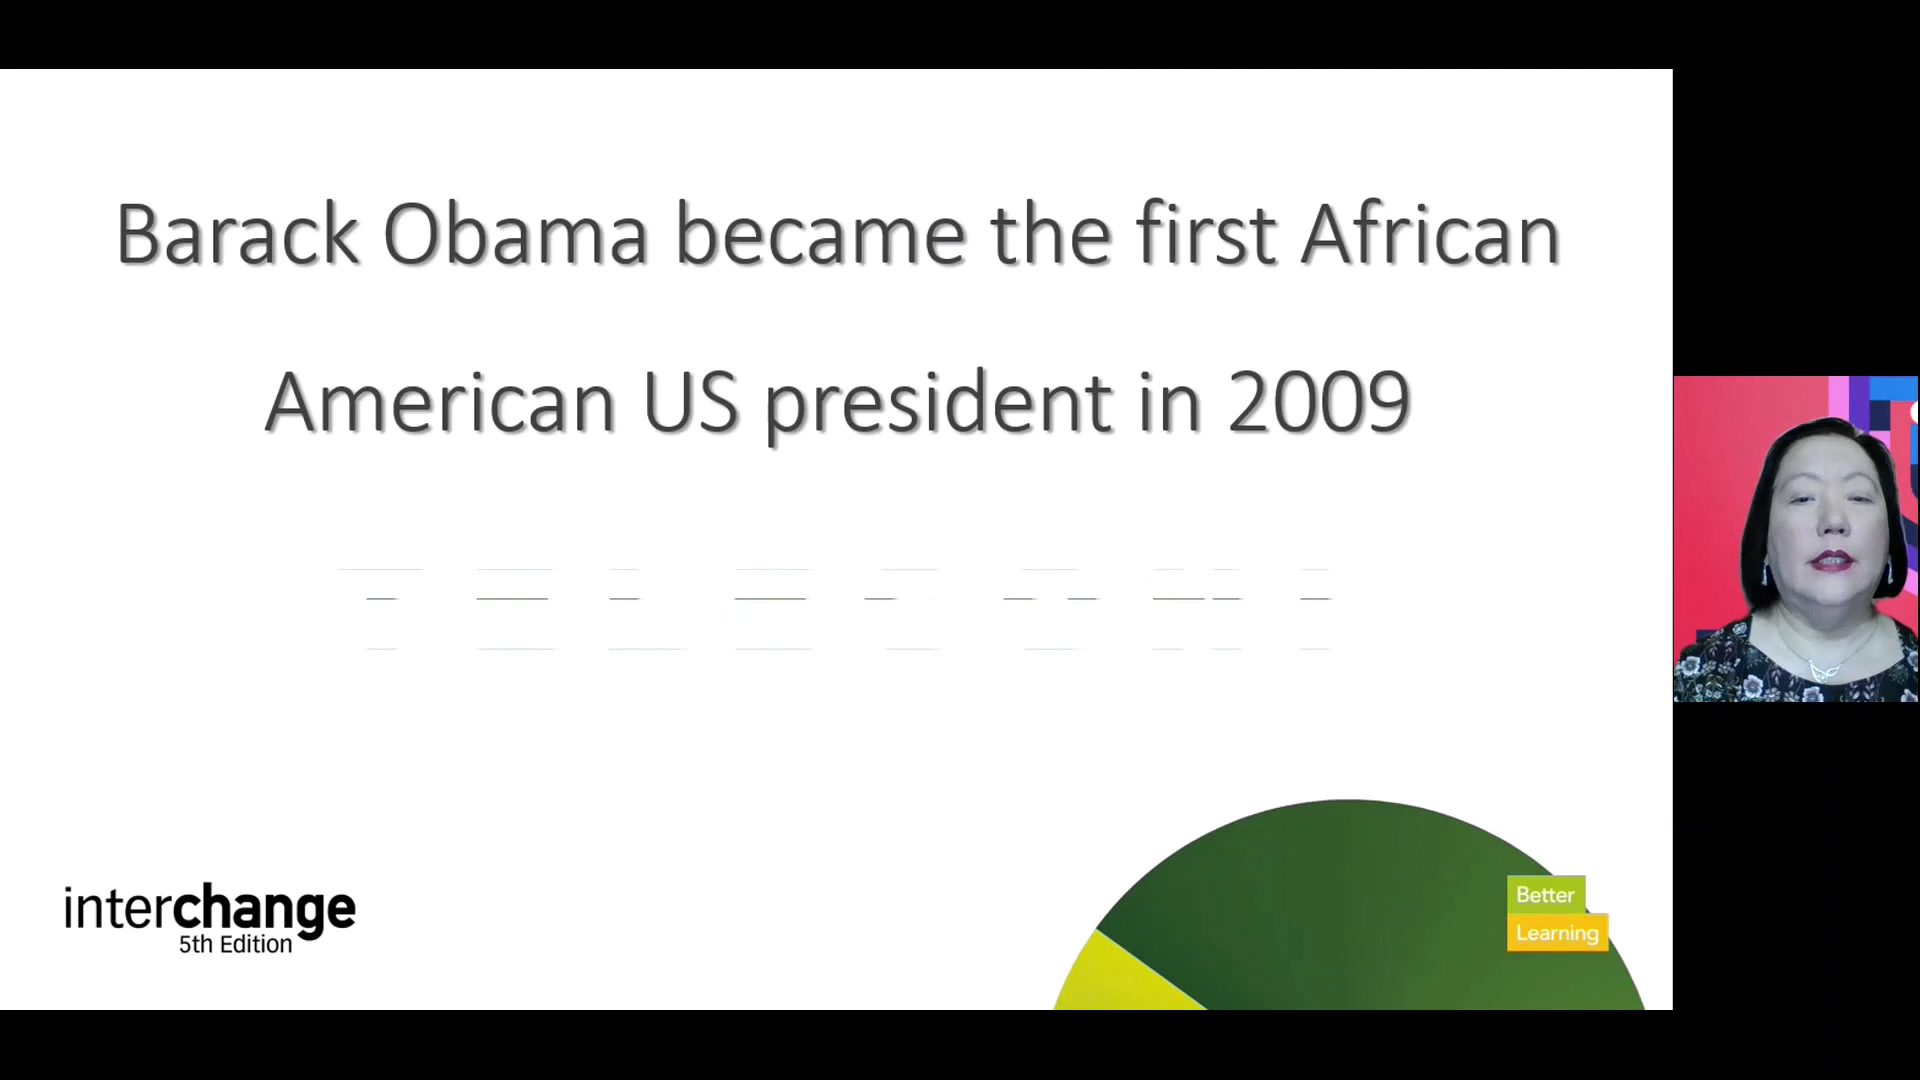 Barack Obama became the first African
American US president in 2009
interchange
5th Edition
Better
Learning